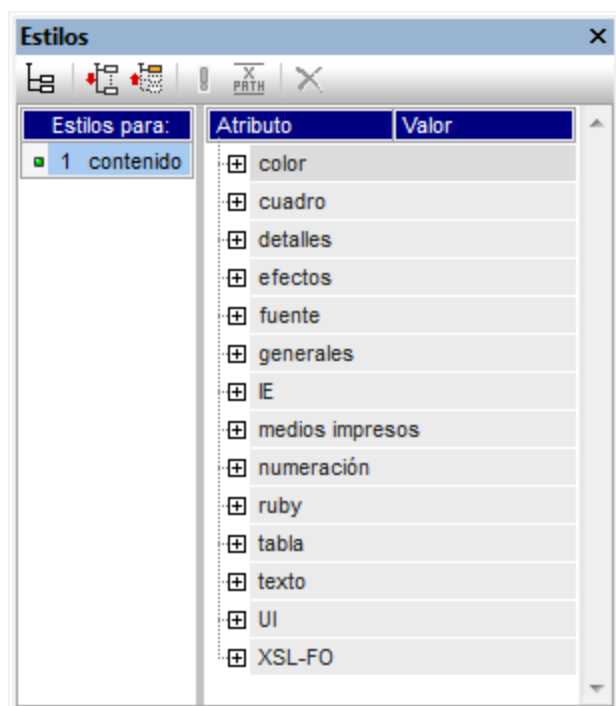 Estilos
X
PATH
Estilos para:
1 contenido
Atributo Valor
color
cuadro
detalles
efectos
fuente
generales
IE
medios impresos
numeración
ruby
tabla
texto
UI
XSL-FO